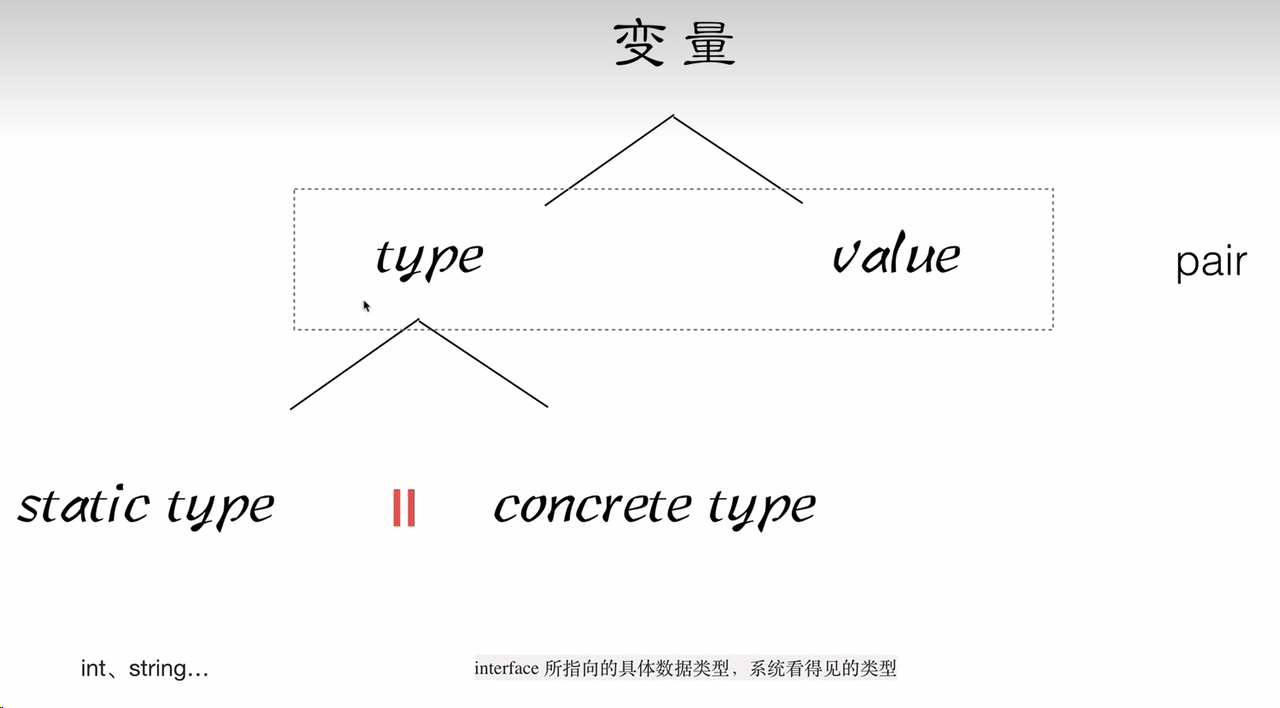 变量
type value pair
static type || concrete type
int、string…
interface 所指向的具体数据类型，系统看得见的类型